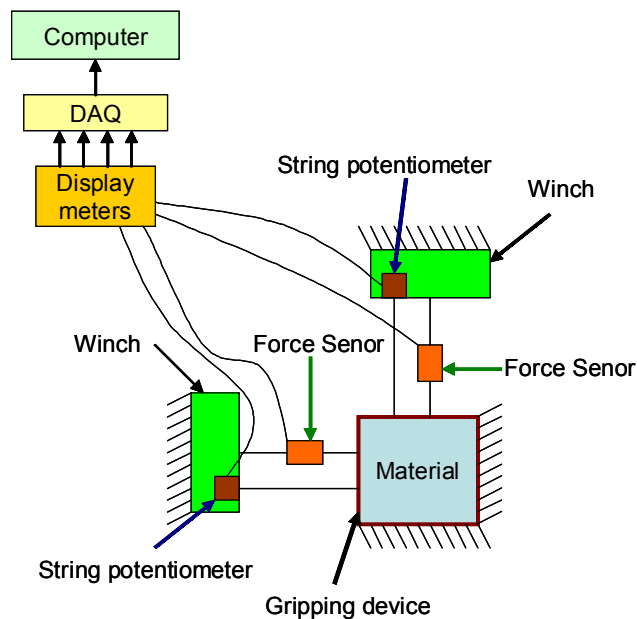 Computer
DAQ
Display
meters
String potentiometer
Winch
Winch
Force Senor
Force Senor
Material
String potentiometer
Gripping device